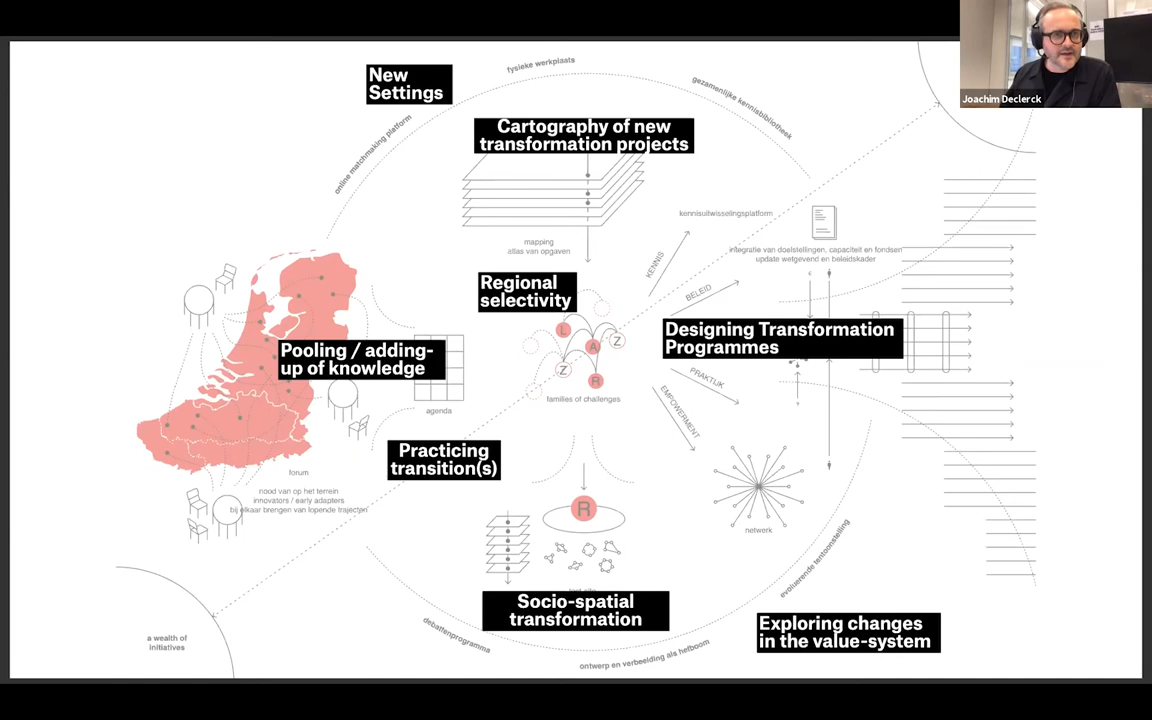 Joachim Declerck
New
Settings
fysieke werkplaats
gezamenlijke kennisbibliotheek
online matchmaking platform
Cartography of new
transformation projects
mapping
atlas van opgaven
kennisuitwisselingsplatform
KENNIS
integratie van doelstellingen, capaciteit en fondsen
update wetgevend en beleidskader
BELEID
Regional
selectivity
L
A
Z
Z
R
families of challenges
Designing Transformation
Programmes
PRAKTIJK
EMPOWERMENT
Pooling / adding-
up of knowledge
agenda
Practicing
transition(s)
forum
nood van op het terrein
innovators / early adapters
bij elkaar brengen van lopende trajecten
R
netwerk
Socio-spatial
transformation
evoluerende tentoonstelling
Exploring changes
in the value-system
debattenprogramma
ontwerp en verbeelding als hefboom
a wealth of
initiatives